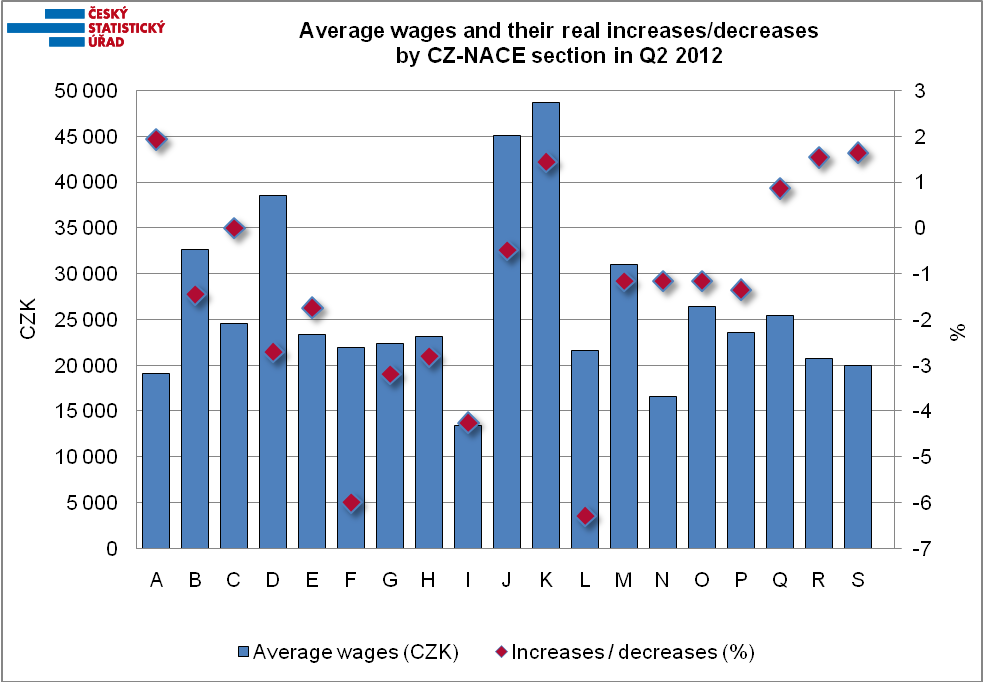 ČESKÝ
STATISTICKÝ
ÚŘAD
Average wages and their real increases/decreases
by CZ-NACE section in Q2 2012
50 000
45 000
40 000
35 000
30 000
25 000
20 000
15 000
10 000
5 000
0
CZK
3
2
1
0
-1
-2
-3
-4
-5
-6
-7
%
A B C D E F G H I J K L M N O P Q R S
Average wages (CZK) Increases / decreases (%)